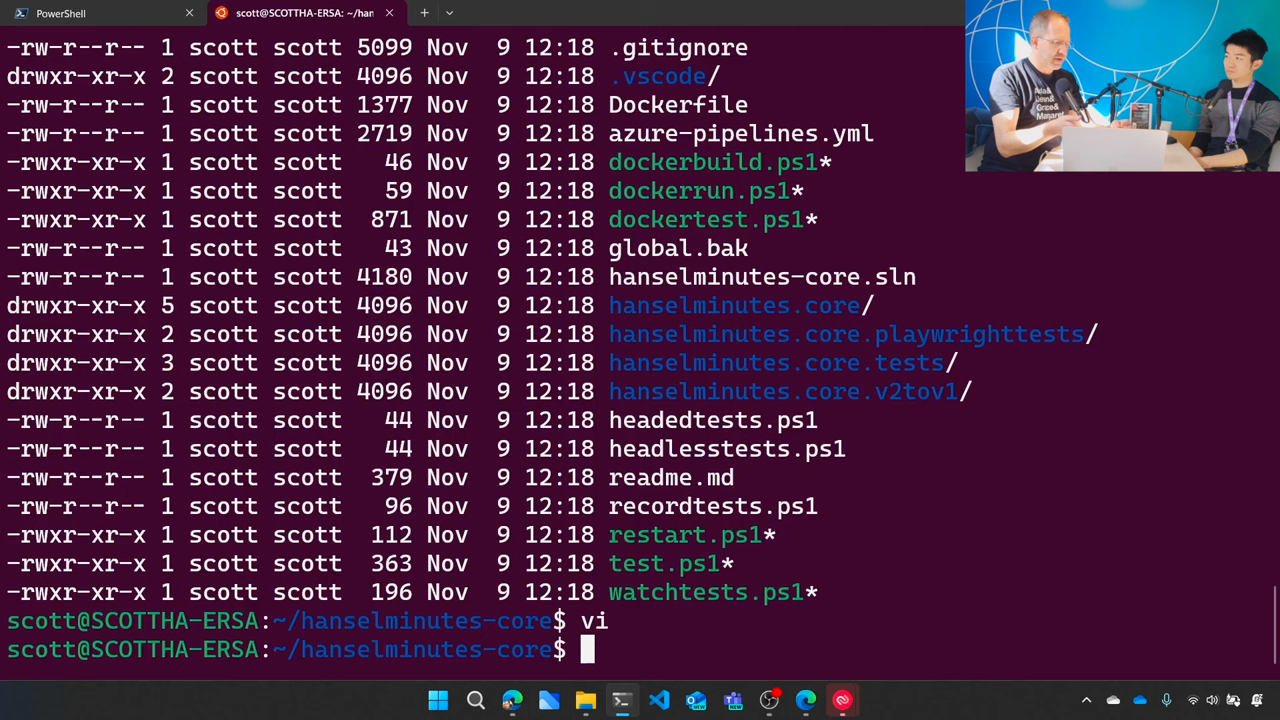 PowerShell
scott@SCOTTHA-ERSA: ~/han
-rw-r--r-- 1 scott scott 5099 Nov  9 12:18 .gitignore
drwxr-xr-x 2 scott scott 4096 Nov  9 12:18 .vscode/
-rw-r--r-- 1 scott scott 1377 Nov  9 12:18 Dockerfile
-rw-r--r-- 1 scott scott 2719 Nov  9 12:18 azure-pipelines.yml
-rwxr-xr-x 1 scott scott   46 Nov  9 12:18 dockerbuild.ps1*
-rwxr-xr-x 1 scott scott   59 Nov  9 12:18 dockerrun.ps1*
-rwxr-xr-x 1 scott scott  871 Nov  9 12:18 dockertest.ps1*
-rw-r--r-- 1 scott scott   43 Nov  9 12:18 global.bak
-rw-r--r-- 1 scott scott 4180 Nov  9 12:18 hanselminutes-core.sln
drwxr-xr-x 5 scott scott 4096 Nov  9 12:18 hanselminutes.core/
drwxr-xr-x 2 scott scott 4096 Nov  9 12:18 hanselminutes.core.playwrighttests/
drwxr-xr-x 3 scott scott 4096 Nov  9 12:18 hanselminutes.core.tests/
drwxr-xr-x 2 scott scott 4096 Nov  9 12:18 hanselminutes.core.v2tov1/
-rw-r--r-- 1 scott scott   44 Nov  9 12:18 headedtests.ps1
-rw-r--r-- 1 scott scott   44 Nov  9 12:18 headlesstests.ps1
-rw-r--r-- 1 scott scott  379 Nov  9 12:18 readme.md
-rw-r--r-- 1 scott scott   96 Nov  9 12:18 recordtests.ps1
-rwxr-xr-x 1 scott scott  112 Nov  9 12:18 restart.ps1*
-rwxr-xr-x 1 scott scott  363 Nov  9 12:18 test.ps1*
-rwxr-xr-x 1 scott scott  196 Nov  9 12:18 watchtests.ps1*
scott@SCOTTHA-ERSA:~/hanselminutes-core$ vi
scott@SCOTTHA-ERSA:~/hanselminutes-core$